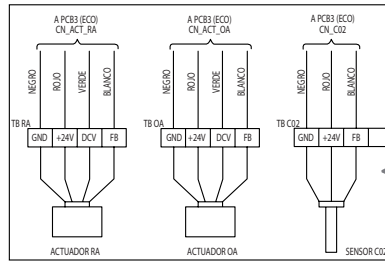 A PCB3 (ECO)
CN_ACT_RA
NEGRO
ROJO
VERDE
BLANCO
TB RA
GND +24V DCV FB
ACTUADOR RA
A PCB3 (ECO)
CN_ACT_OA
NEGRO
ROJO
VERDE
BLANCO
TB OA
GND +24V DCV FB
ACTUADOR OA
A PCB3 (ECO)
CN_C02
NEGRO
ROJO
BLANCO
TB C02
GND +24V FB
SENSOR C02